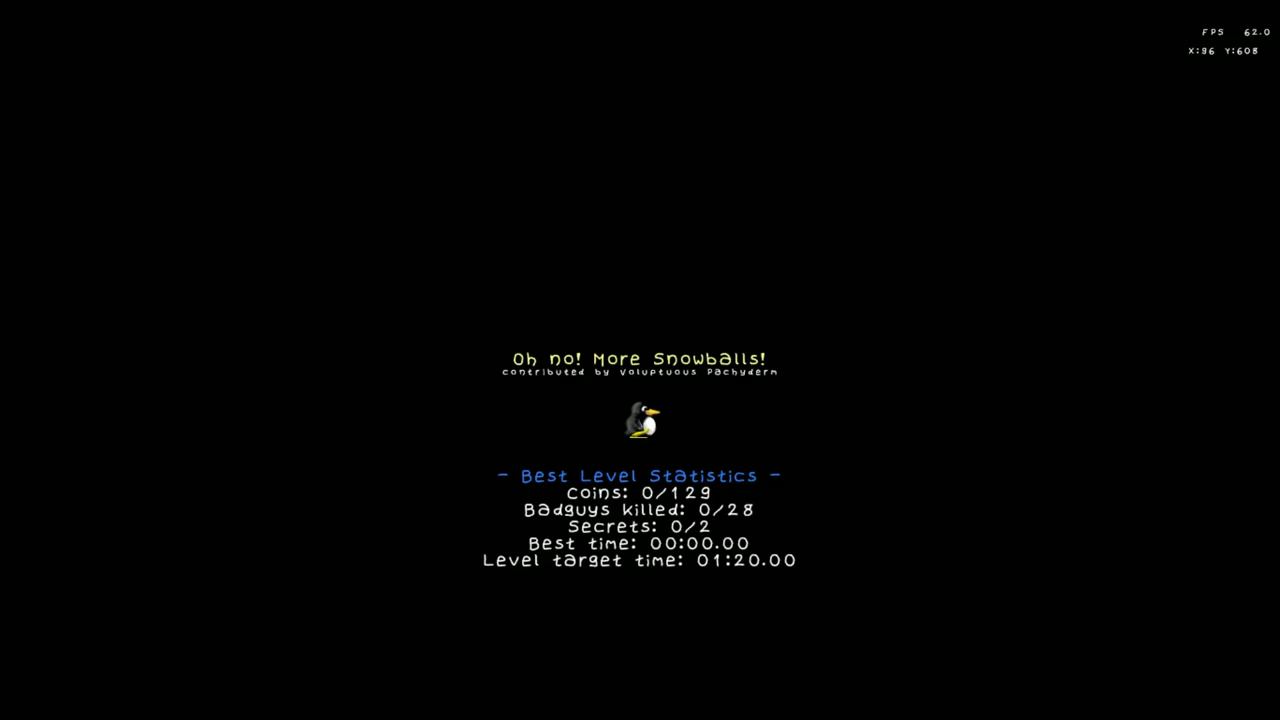 FPS 62.0
X:96 Y:608
Oh no! More Snowballs!
contributed by Voluptuous Pachyderm
- Best Level Statistics -
Coins: 0/129
Badguys killed: 0/28
Secrets: 0/2
Best time: 00:00.00
Level target time: 01:20.00